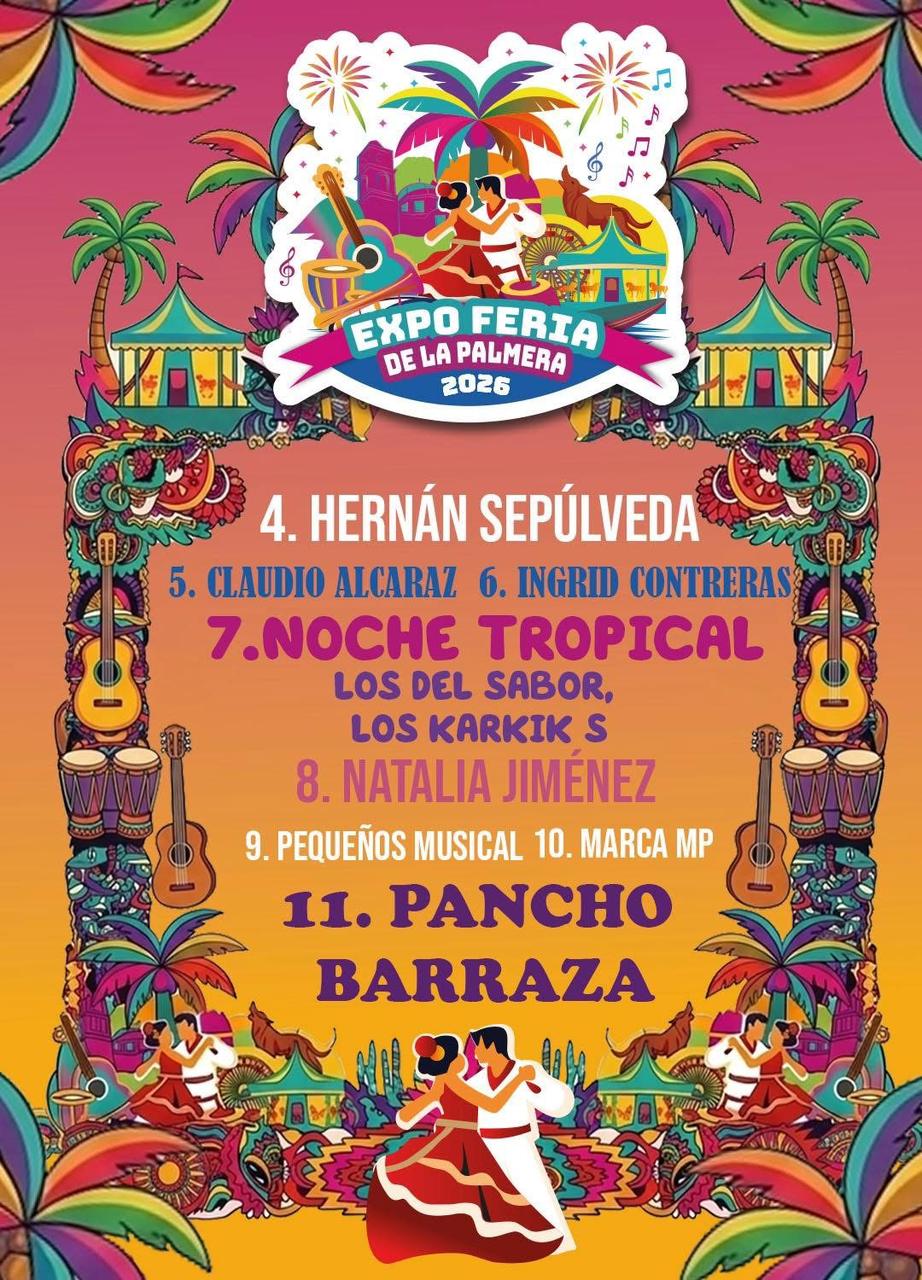 EXPO FERIA
DE LA PALMERA
2026
4. HERNÁN SEPÚLVEDA
5. CLAUDIO ALCARAZ 6. INGRID CONTRERAS
7.NOCHE TROPICAL
LOS DEL SABOR,
LOS KARKIK S
8. NATALIA JIMÉNEZ
9. PEQUEÑOS MUSICAL 10. MARCA MP
11. PANCHO
BARRAZA